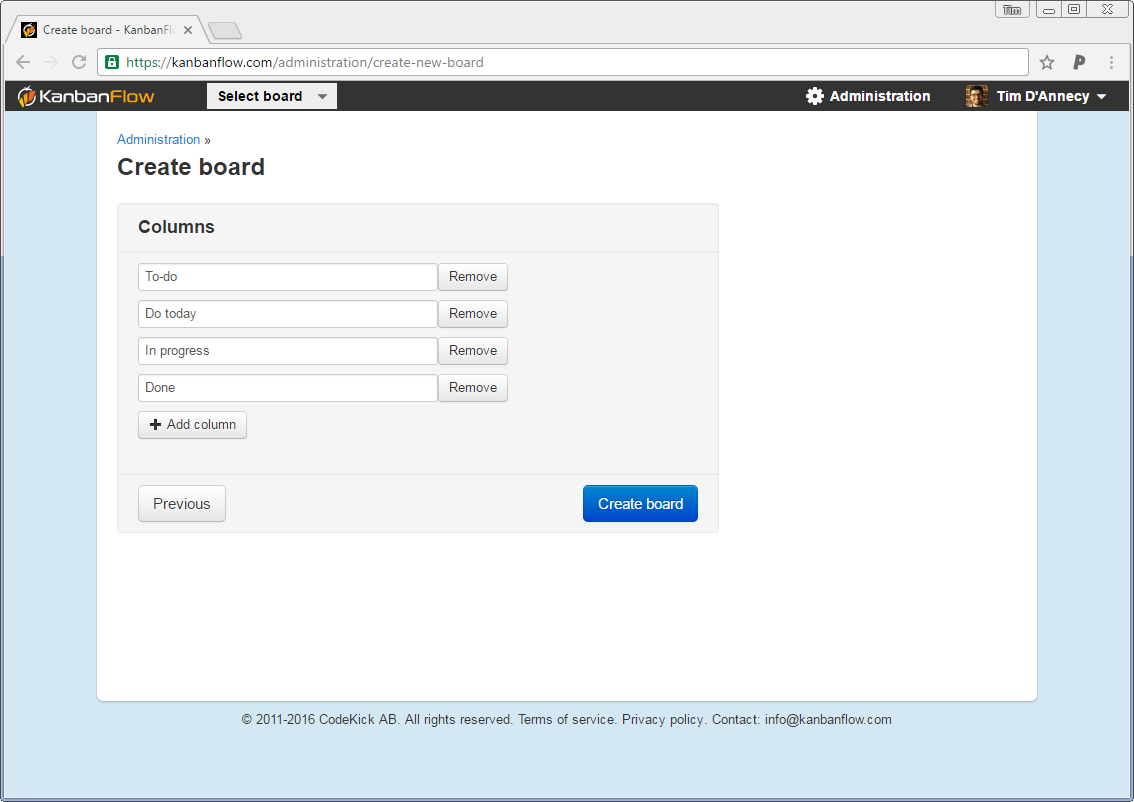 Tim
Create board - KanbanFl
https://kanbanflow.com/administration/create-new-board
KanbanFlow
Select board
Administration
Tim D'Annecy
Administration »
Create board
Columns
To-do
Remove
Do today
Remove
In progress
Remove
Done
Remove
Add column
Previous
Create board
© 2011-2016 CodeKick AB. All rights reserved. Terms of service. Privacy policy. Contact: info@kanbanflow.com